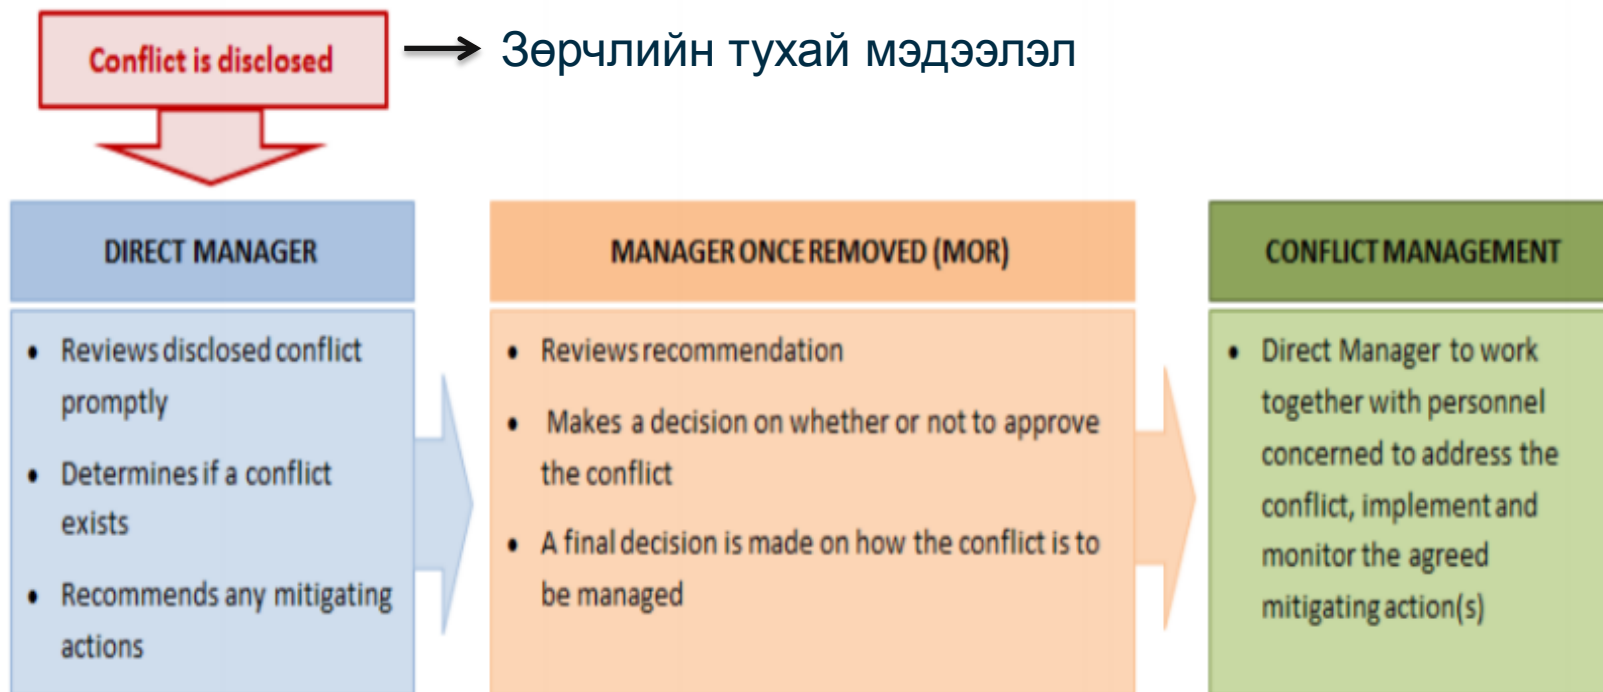 Conflict is disclosed
Зөрчлийн тухай мэдээлэл
DIRECT MANAGER
• Reviews disclosed conflict
promptly
• Determines if a conflict
exists
• Recommends any mitigating
actions
MANAGER ONCE REMOVED (MOR)
• Reviews recommendation
• Makes a decision on whether or not to approve
the conflict
• A final decision is made on how the conflict is to
be managed
CONFLICT MANAGEMENT
• Direct Manager to work
together with personnel
concerned to address the
conflict, implement and
monitor the agreed
mitigating action(s)